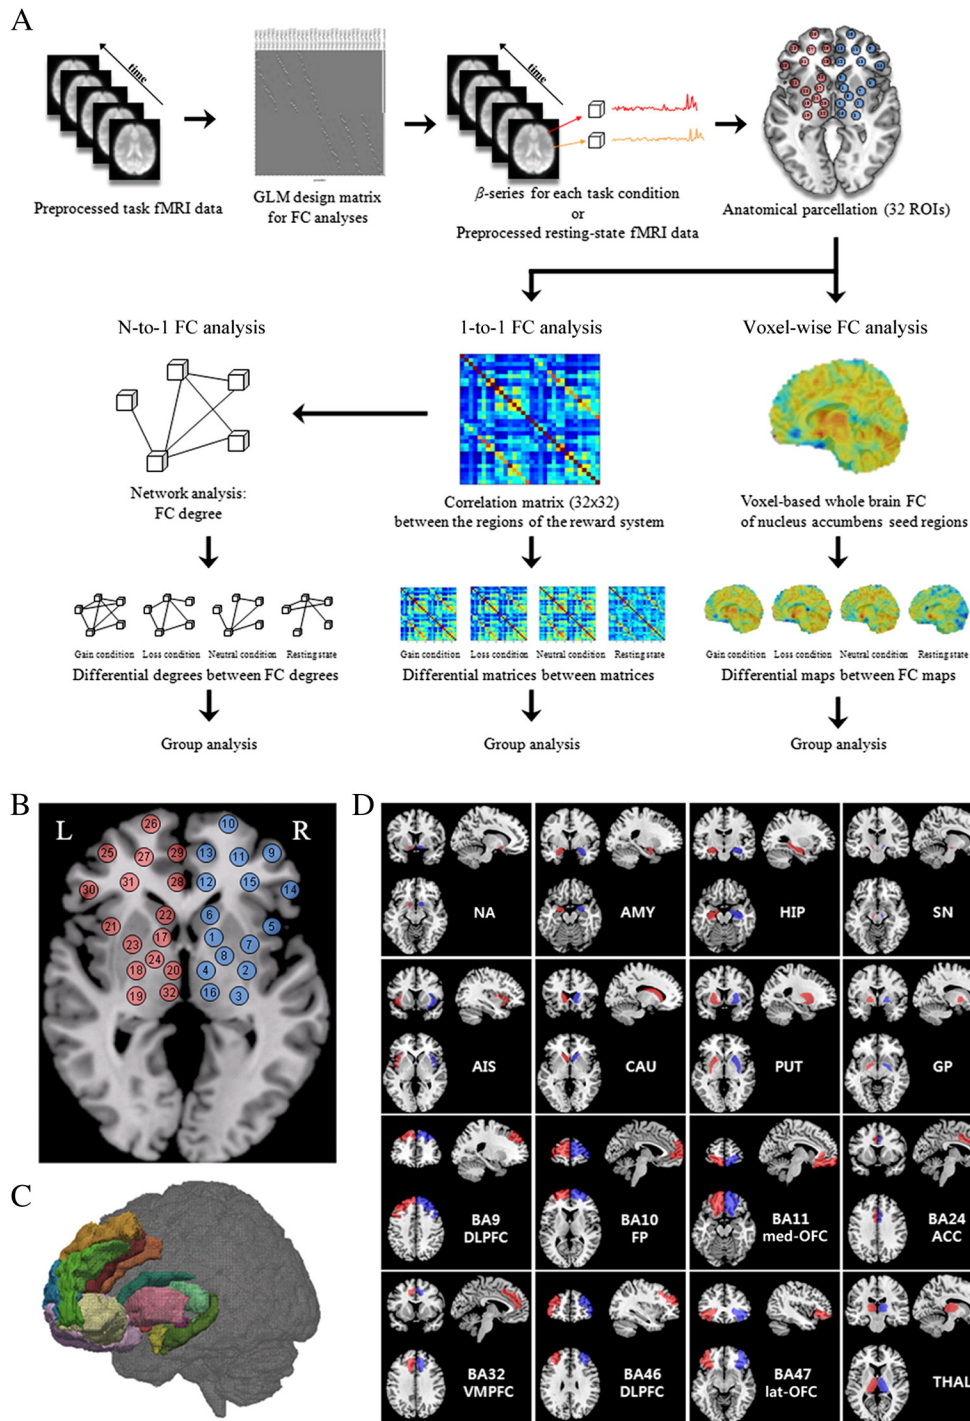 A
time
time
Preprocessed task fMRI data
GLM design matrix
for FC analyses
β-series for each task condition
or
Preprocessed resting-state fMRI data
Anatomical parcellation (32 ROIs)
N-to-1 FC analysis
1-to-1 FC analysis
Voxel-wise FC analysis
Network analysis:
FC degree
Correlation matrix (32x32)
between the regions of the reward system
Voxel-based whole brain FC
of nucleus accumbens seed regions
Gain condition Loss condition Neutral condition Resting state
Gain condition Loss condition Neutral condition Resting state
Gain condition Loss condition Neutral condition Resting state
Differential degrees between FC degrees
Differential matrices between matrices
Differential maps between FC maps
Group analysis
Group analysis
Group analysis
B
L R
26 10
25 27 29 13 11 9
30 31 28 12 15 14
22 6
21 5
23 17 1 7
24 8
18 20 4 2
19 32 16 3
C
D
NA
AMY
HIP
SN
AIS
CAU
PUT
GP
BA9
DLPFC
BA10
FP
BA11
med-OFC
BA24
ACC
BA32
VMPFC
BA46
DLPFC
BA47
lat-OFC
THAL